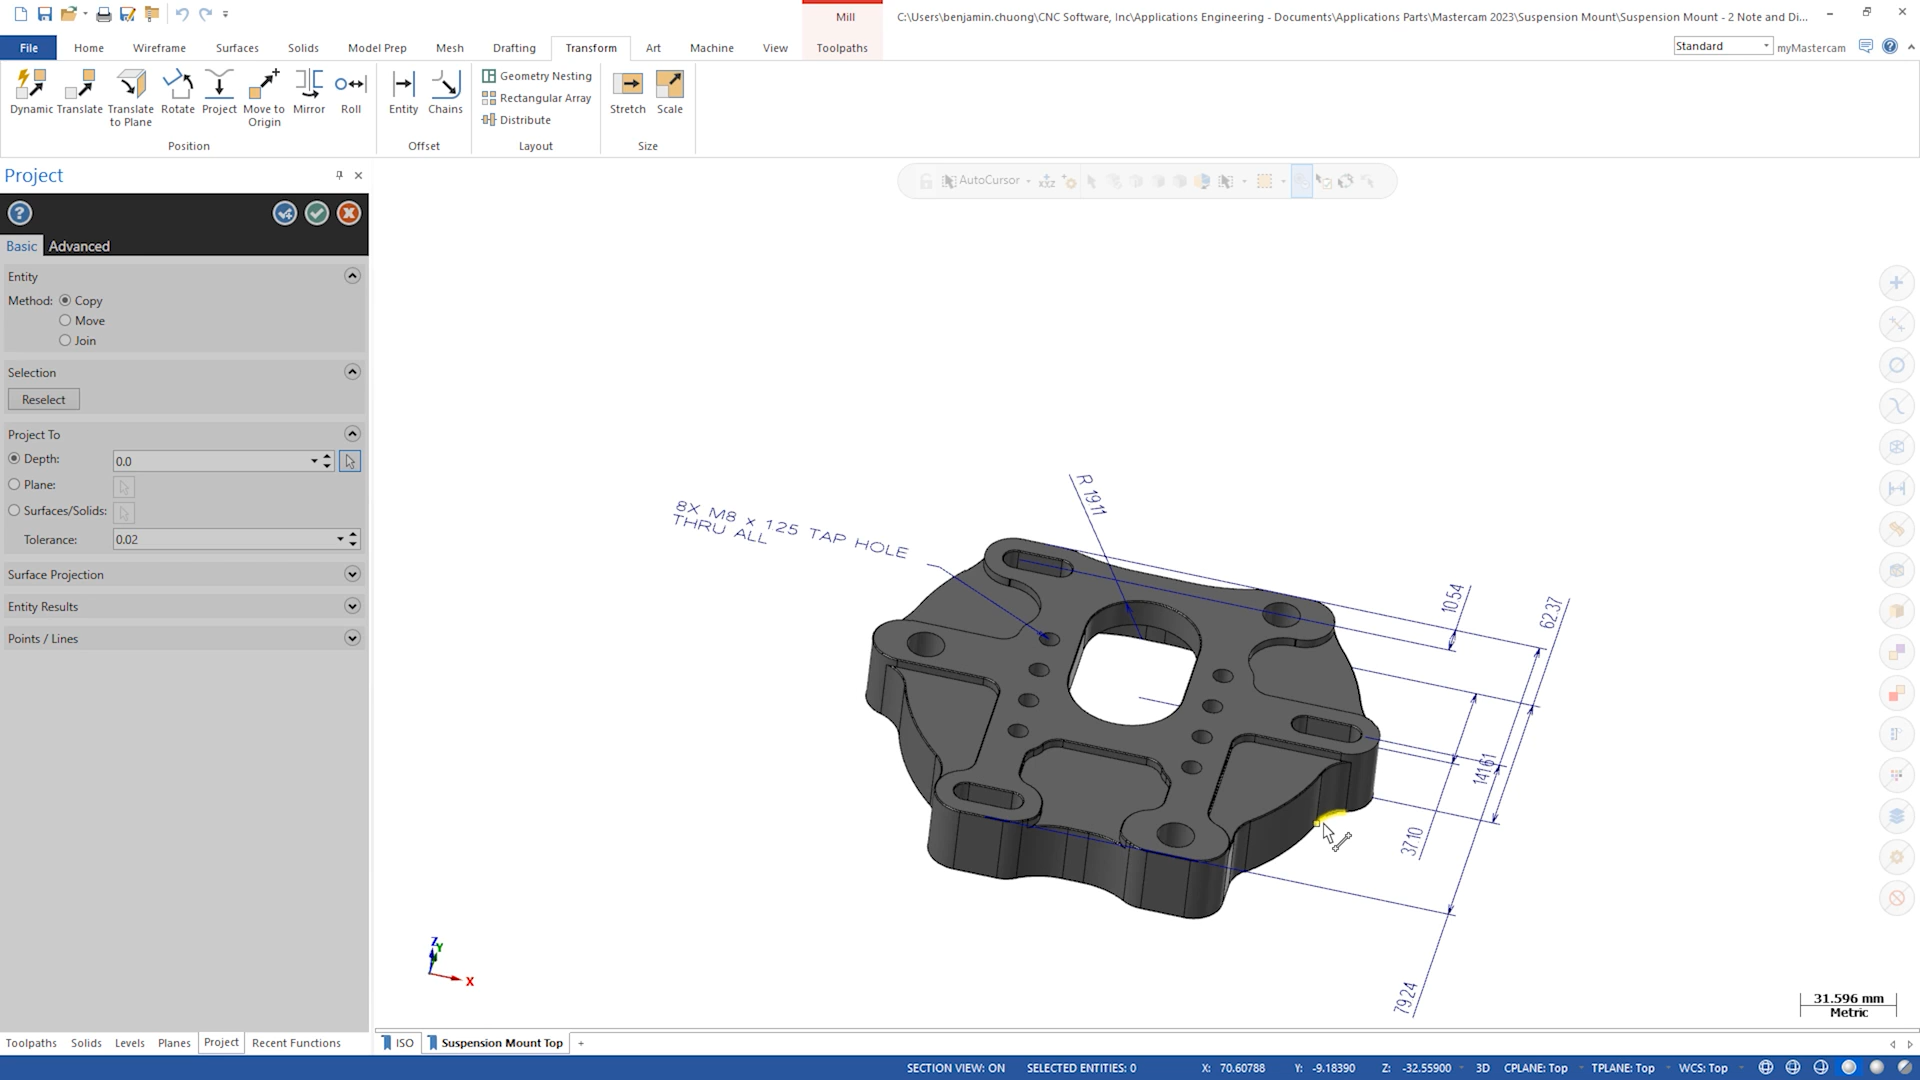 Mill
C:\Users\benjamin.chuong\CNC Software, Inc\Applications Engineering - Documents\Applications Parts\Mastercam 2023\Suspension Mount\Suspension Mount - 2 Note and Di...
File
Home
Wireframe
Surfaces
Solids
Model Prep
Mesh
Drafting
Transform
Art
Machine
View
Toolpaths
Standard
myMastercam
Dynamic
Translate
Translate
to Plane
Rotate
Project
Move to
Origin
Mirror
Roll
Position
Entity
Chains
Offset
Geometry Nesting
Rectangular Array
Distribute
Layout
Stretch
Scale
Size
Project
AutoCursor
Basic
Advanced
Entity
Method:
Copy
Move
Join
Selection
Reselect
Project To
Depth:
0.0
Plane:
Surfaces/Solids:
Tolerance:
0.02
Surface Projection
Entity Results
Points / Lines
8X M8 x 125 TAP HOLE
THRU ALL
R 1911
1054
6237
14161
3710
7924
Z
Y
X
31.596 mm
Metric
Toolpaths
Solids
Levels
Planes
Project
Recent Functions
ISO
Suspension Mount Top
+
SECTION VIEW: ON
SELECTED ENTITIES: 0
X: 70.60788
Y: -9.18390
Z: -32.55900
3D
CPLANE: Top
TPLANE: Top
WCS: Top